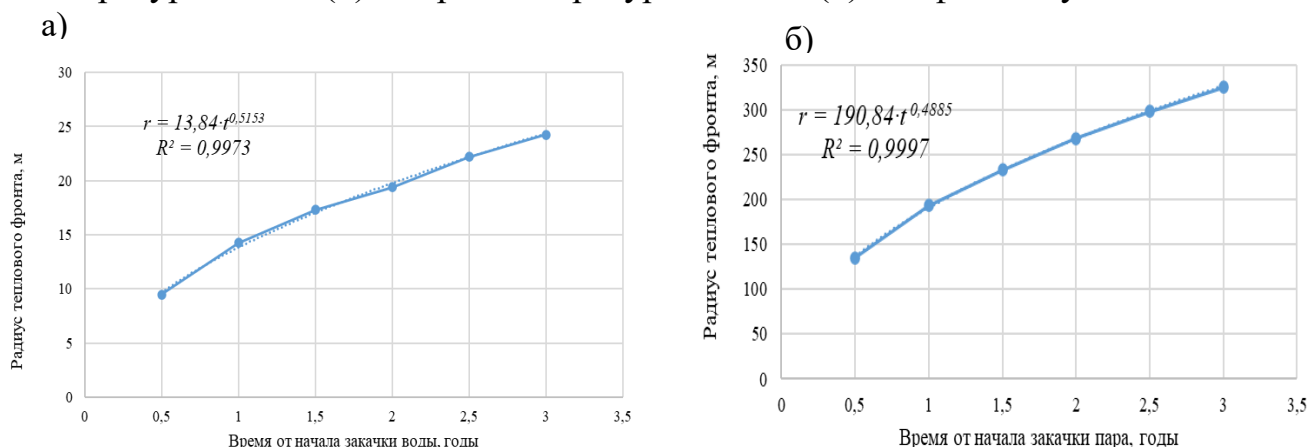 а)
30
25
20
15
10
5
0
r = 13,84·t^0,5153
R² = 0,9973
Радиус теплового фронта, м
0 0,5 1 1,5 2 2,5 3 3,5
Время от начала закачки воды, годы
б)
350
300
250
200
150
100
50
0
r = 190,84·t^0,4885
R² = 0,9997
Радиус теплового фронта, м
0 0,5 1 1,5 2 2,5 3 3,5
Время от начала закачки пара, годы